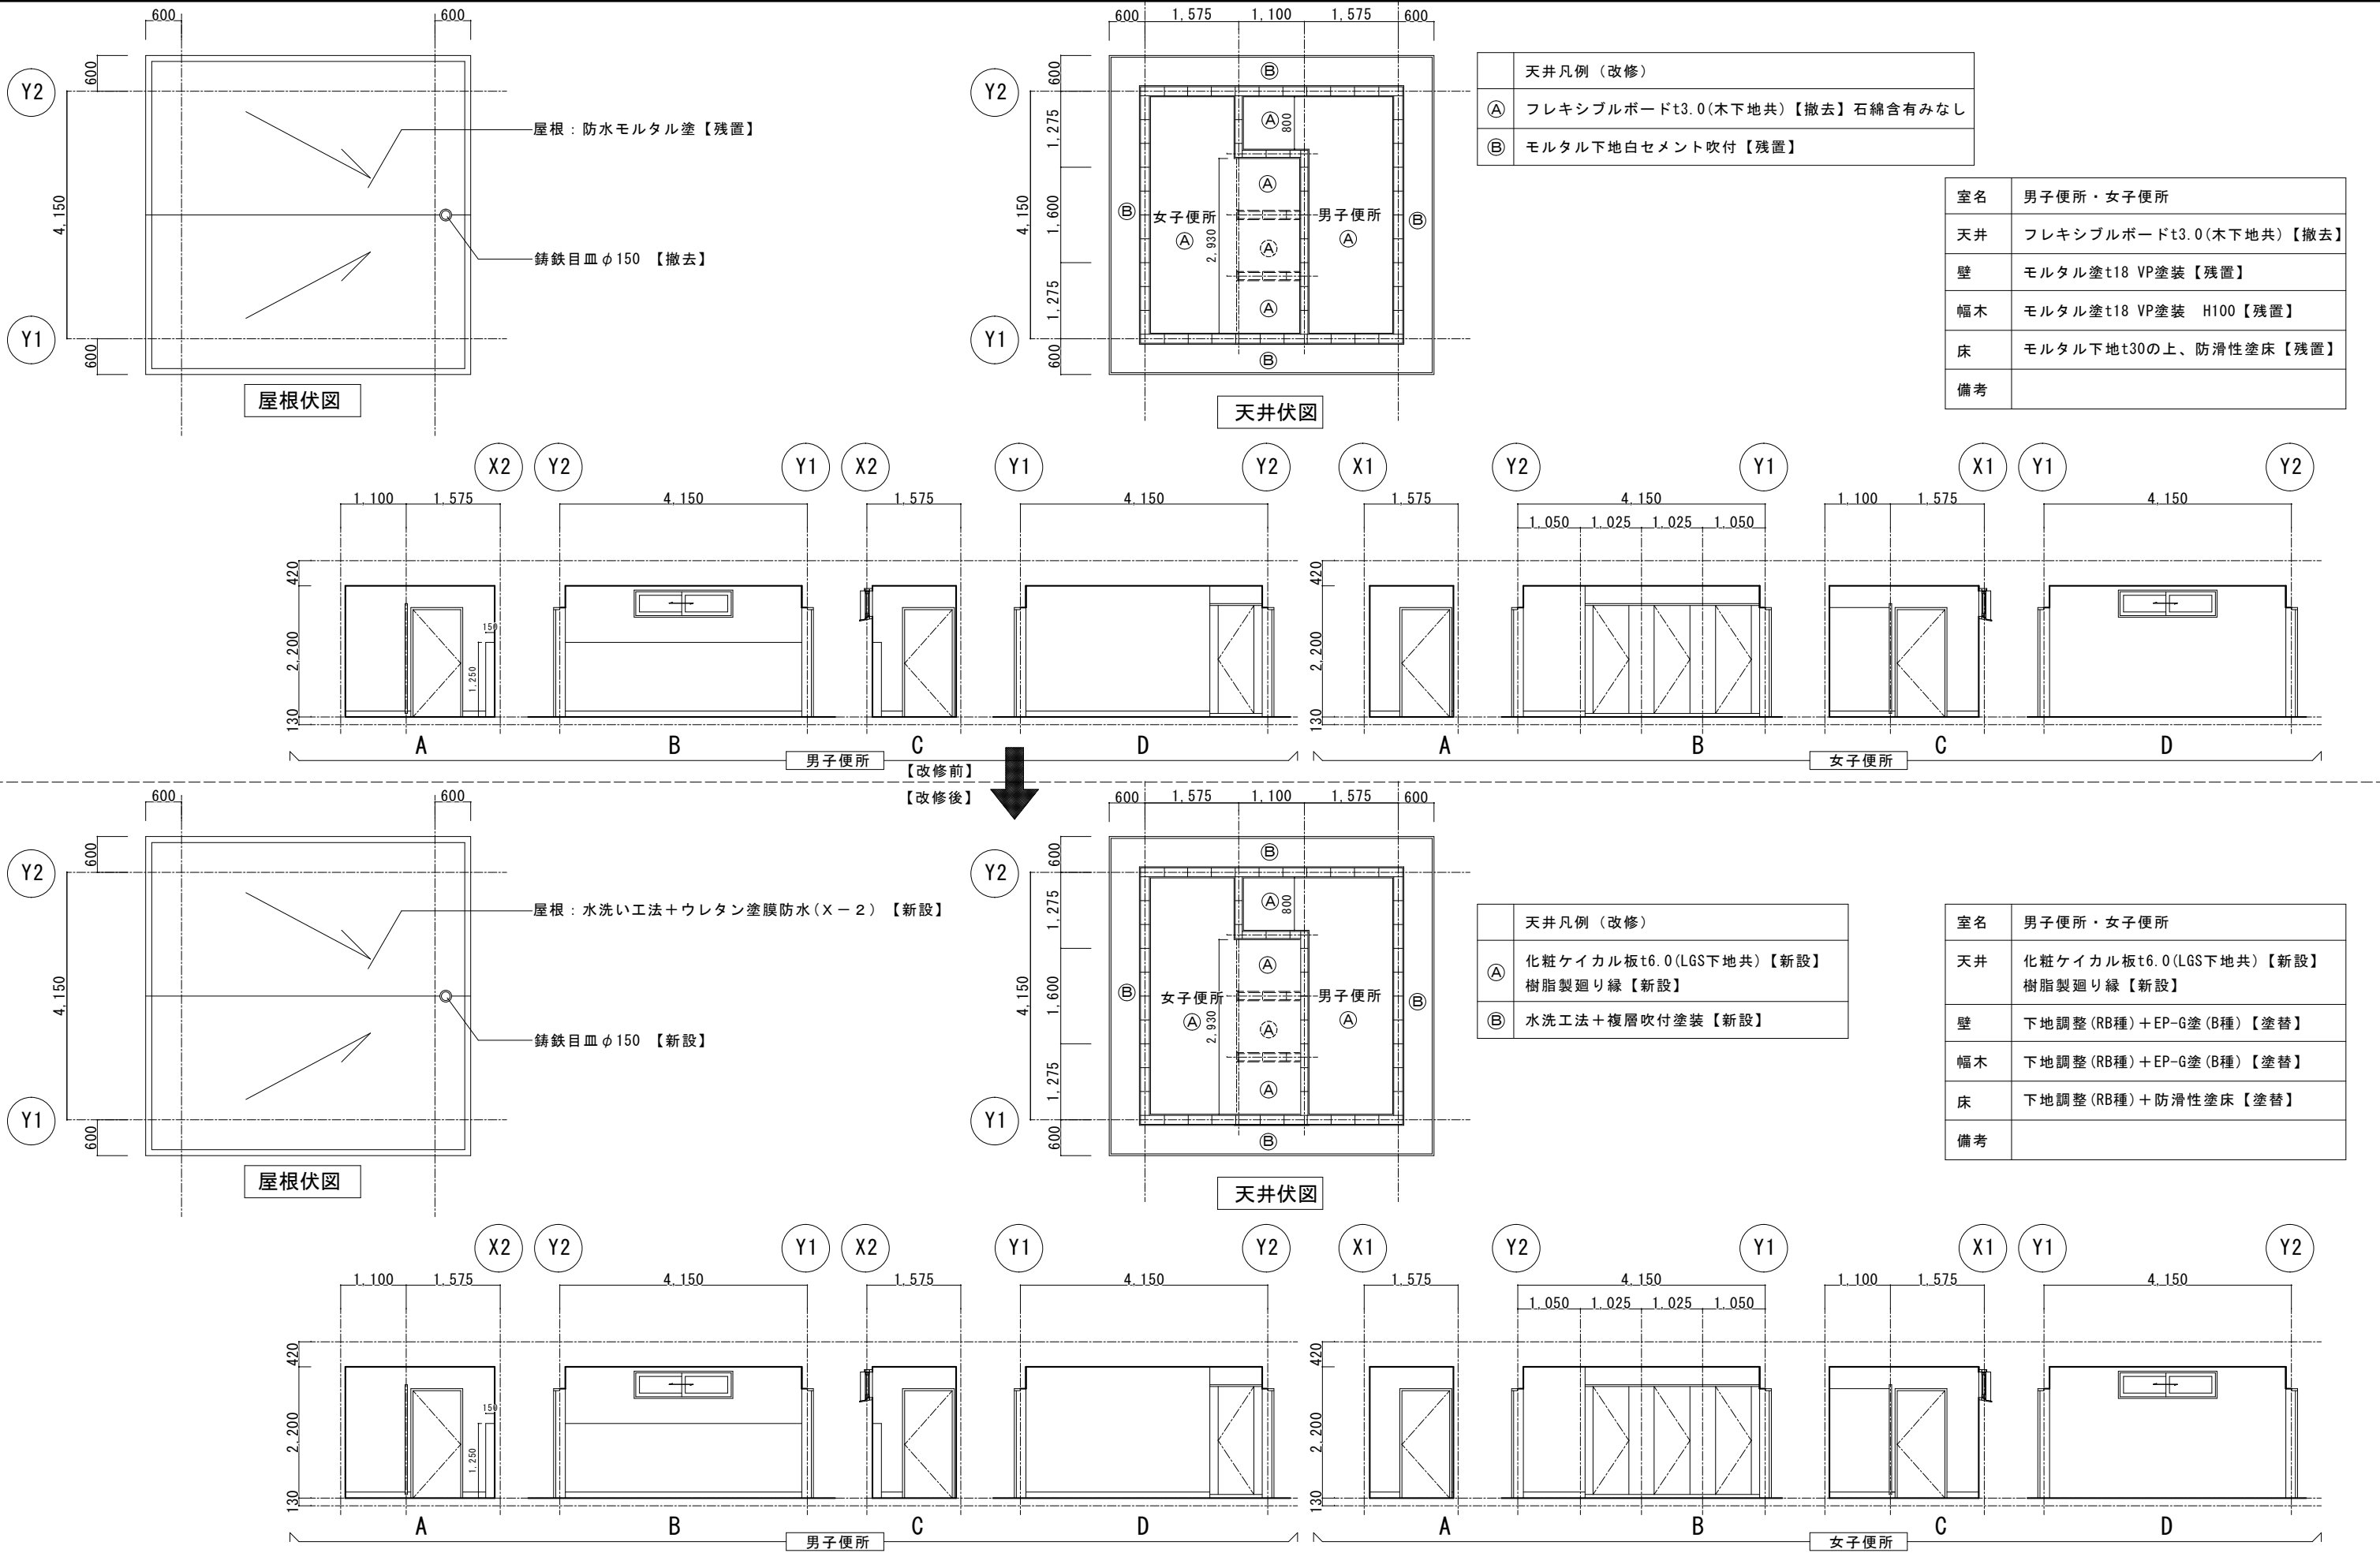 600
600
600
Y2
4,150
Y1
600
屋根：防水モルタル塗【残置】
鋳鉄目皿φ150 【撤去】
屋根伏図
600
1,575
1,100
1,575
600
600
Y2
1,275
4,150
1,600
1,275
Y1
600
Ⓑ
Ⓐ
800
Ⓐ
Ⓑ
女子便所
Ⓐ
2,930
Ⓐ
男子便所
Ⓐ
Ⓑ
Ⓐ
Ⓑ
天井伏図
天井凡例（改修）
Ⓐ フレキシブルボードt3.0(木下地共)【撤去】石綿含有みなし
Ⓑ モルタル下地白セメント吹付【残置】
室名 男子便所・女子便所
天井 フレキシブルボードt3.0(木下地共)【撤去】
壁 モルタル塗t18 VP塗装【残置】
幅木 モルタル塗t18 VP塗装 H100【残置】
床 モルタル下地t30の上、防滑性塗床【残置】
備考
X2 Y2 Y1 X2 Y1 Y2 X1 Y2 Y1 X1 Y1 Y2
1,100 1,575 4,150 1,575 4,150 1,575 4,150 1,100 1,575 4,150
1,050 1,025 1,025 1,050
420
2,200
130
150
1,250
420
2,200
130
A B C D A B C D
男子便所
女子便所
【改修前】
【改修後】
600
600
600
Y2
4,150
Y1
600
屋根：水洗い工法＋ウレタン塗膜防水(Ｘ－２) 【新設】
鋳鉄目皿φ150 【新設】
屋根伏図
600
1,575
1,100
1,575
600
600
Y2
1,275
4,150
1,600
1,275
Y1
600
Ⓑ
Ⓐ
800
Ⓐ
Ⓑ
女子便所
Ⓐ
2,930
Ⓐ
男子便所
Ⓐ
Ⓑ
Ⓐ
Ⓑ
天井伏図
天井凡例（改修）
Ⓐ 化粧ケイカル板t6.0(LGS下地共)【新設】
樹脂製廻り縁【新設】
Ⓑ 水洗工法＋複層吹付塗装【新設】
室名 男子便所・女子便所
天井 化粧ケイカル板t6.0(LGS下地共)【新設】
樹脂製廻り縁【新設】
壁 下地調整(RB種)＋EP-G塗(B種)【塗替】
幅木 下地調整(RB種)＋EP-G塗(B種)【塗替】
床 下地調整(RB種)＋防滑性塗床【塗替】
備考
X2 Y2 Y1 X2 Y1 Y2 X1 Y2 Y1 X1 Y1 Y2
1,100 1,575 4,150 1,575 4,150 1,575 4,150 1,100 1,575 4,150
1,050 1,025 1,025 1,050
420
2,200
130
150
1,250
420
2,200
130
A B C D A B C D
男子便所
女子便所